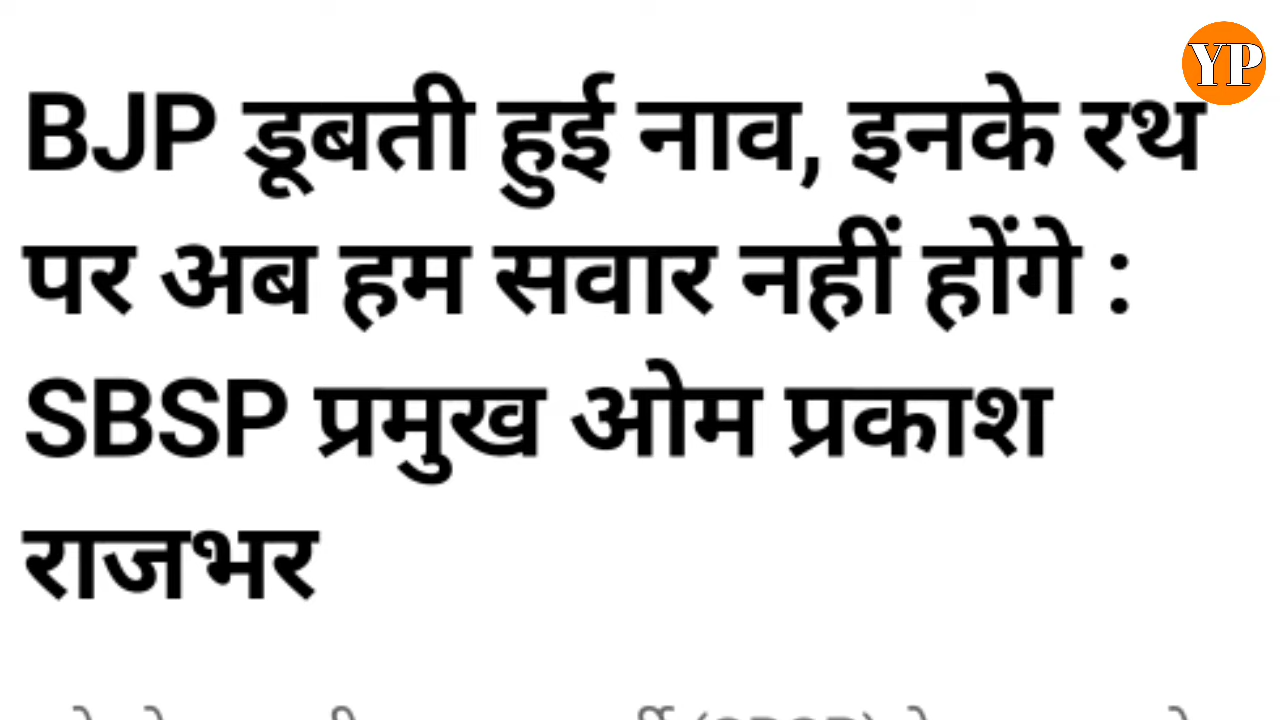 YP
BJP डूबती हुई नाव, इनके रथ
पर अब हम सवार नहीं होंगे :
SBSP प्रमुख ओम प्रकाश
राजभर